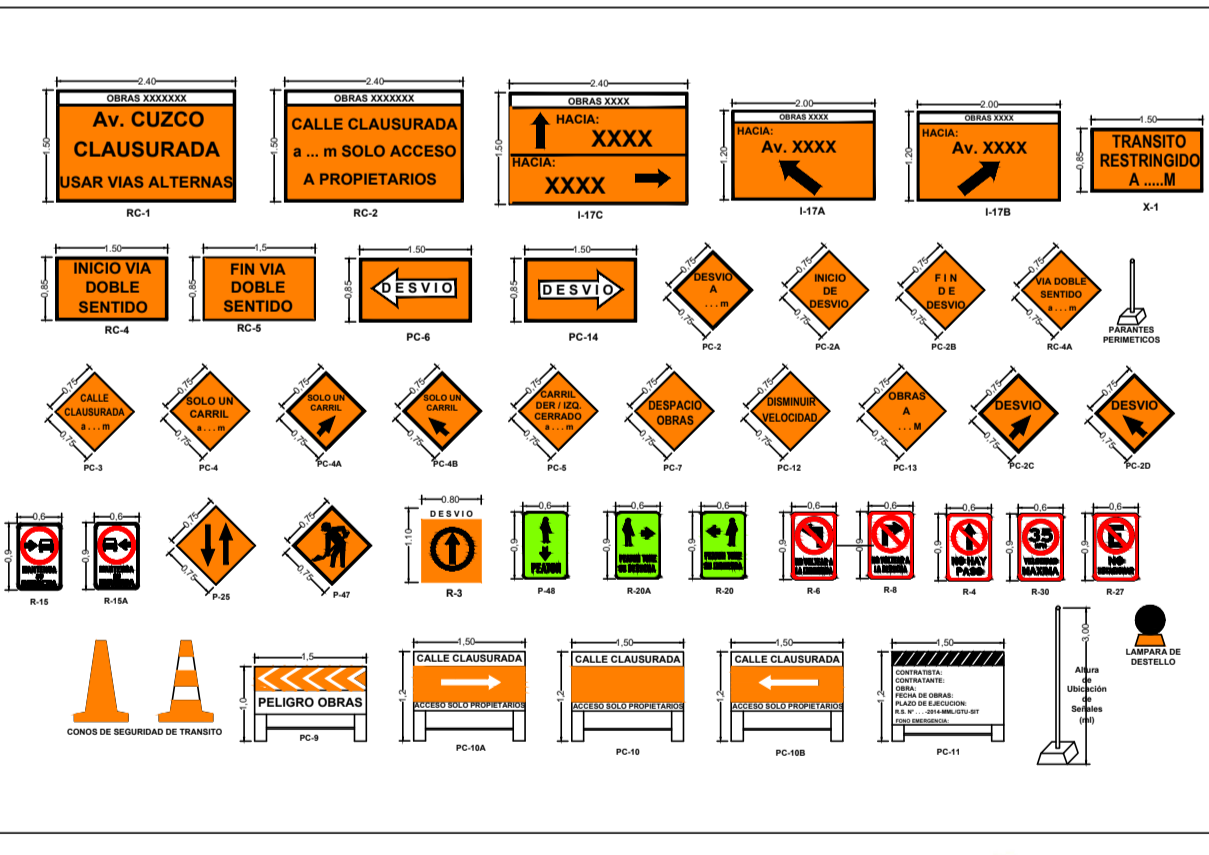 2.40
OBRAS XXXXXXX
Av. CUZCO
CLAUSURADA
USAR VIAS ALTERNAS
1.50
RC-1
2.40
OBRAS XXXXXXX
CALLE CLAUSURADA
a ... m SOLO ACCESO
A PROPIETARIOS
1.50
RC-2
2.40
OBRAS XXXX
HACIA:
XXXX
HACIA:
XXXX
1.50
I-17C
2.00
OBRAS XXXX
HACIA:
Av. XXXX
1.20
I-17A
2.00
OBRAS XXXX
HACIA:
Av. XXXX
1.20
I-17B
1.50
TRANSITO
RESTRINGIDO
A .....M
0,85
X-1
1.50
INICIO VIA
DOBLE
SENTIDO
0,85
RC-4
1,5
FIN VIA
DOBLE
SENTIDO
0,85
RC-5
1.50
DESVIO
0,85
PC-6
1.50
DESVIO
0,85
PC-14
0,75
DESVIO
A
. . . m
0,75
PC-2
0,75
INICIO
DE
DESVIO
0,75
PC-2A
0,75
F I N
D E
DESVIO
0,75
PC-2B
0,75
VIA DOBLE
SENTIDO
a . . . m
0,75
RC-4A
PARANTES
PERIMETICOS
0,75
CALLE
CLAUSURADA
a . . . m
0,75
PC-3
0,75
SOLO UN
CARRIL
a . . . m
0,75
PC-4
0,75
SOLO UN
CARRIL
0,75
PC-4A
0,75
SOLO UN
CARRIL
0,75
PC-4B
0,75
CARRIL
DER / IZQ.
CERRADO
a . . . m
0,75
PC-5
0,75
DESPACIO
OBRAS
0,75
PC-7
0,75
DISMINUIR
VELOCIDAD
0,75
PC-12
0,75
OBRAS
A
. . . M
0,75
PC-13
0,75
DESVIO
0,75
PC-2C
0,75
DESVIO
0,75
PC-2D
0,6
0,9
R-15
0,6
0,9
R-15A
0,75
0,75
P-25
0,75
0,75
P-47
0.80
D E S V I O
1.10
R-3
0,6
0,9
PEATON
P-48
0,6
0,9
R-20A
0,6
0,9
R-20
0,6
0,9
R-6
0,6
R-8
0,6
0,9
NO HAY
PASO
R-4
0,6
0,9
35
MAXIMA
R-30
0,6
0,9
NO
R-27
CONOS DE SEGURIDAD DE TRANSITO
1,5
PELIGRO OBRAS
1,0
PC-9
1,50
CALLE CLAUSURADA
ACCESO SOLO PROPIETARIOS
1,2
PC-10A
1,50
CALLE CLAUSURADA
ACCESO SOLO PROPIETARIOS
1,2
PC-10
1,50
CALLE CLAUSURADA
ACCESO SOLO PROPIETARIOS
1,2
PC-10B
1,50
CONTRATISTA:
CONTRATANTE:
OBRA:
FECHA DE OBRAS:
PLAZO DE EJECUCION:
R.S. N° . . . -2014-MML/GTU-SIT
FONO EMERGENCIA:
1,2
PC-11
3,00
Altura
de
Ubicación
de
Señales
(ml)
LAMPARA DE
DESTELLO